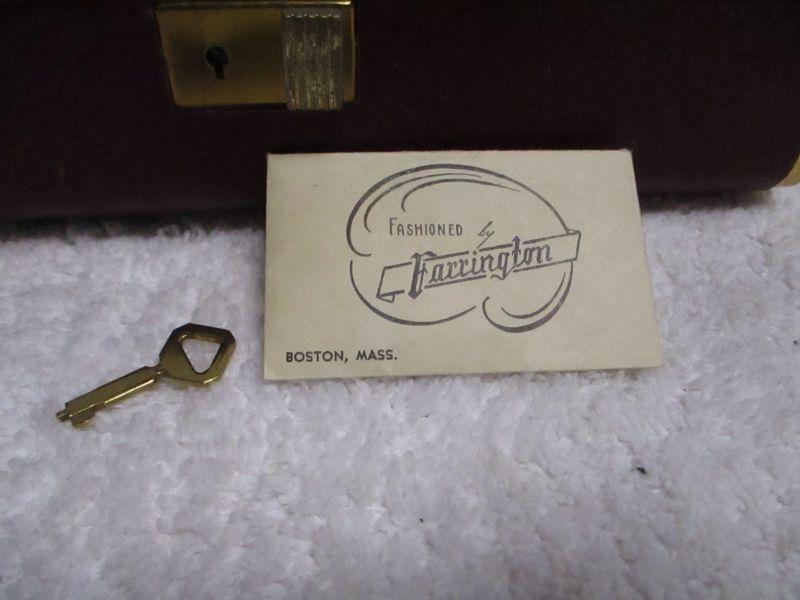 FASHIONED by
Farrington
BOSTON, MASS.